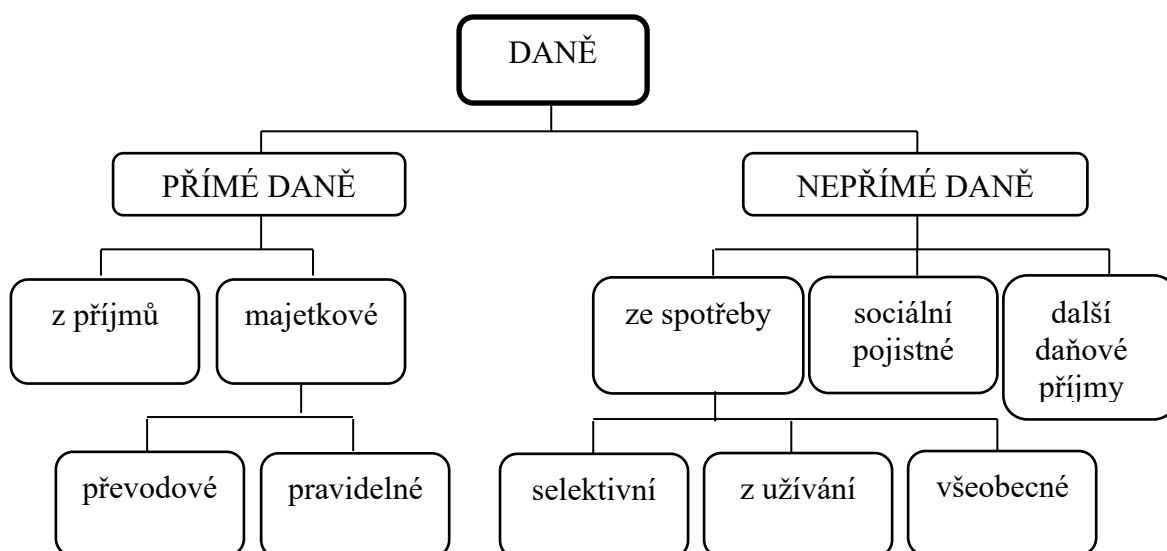 DANĚ
PŘÍMÉ DANĚ
NEPŘÍMÉ DANĚ
z příjmů
majetkové
ze spotřeby
sociální
pojistné
další
daňové
příjmy
převodové
pravidelné
selektivní
z užívání
všeobecné